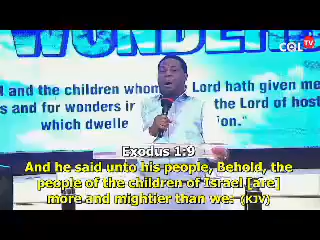 WONDER
CGL TV
and the children whom
Lord hath given me
s and for wonders in
the Lord of host
which dwelle
ion."
Exodus 1:9
And he said unto his people, Behold, the
people of the children of Israel [are]
more and mightier than we: (KJV)